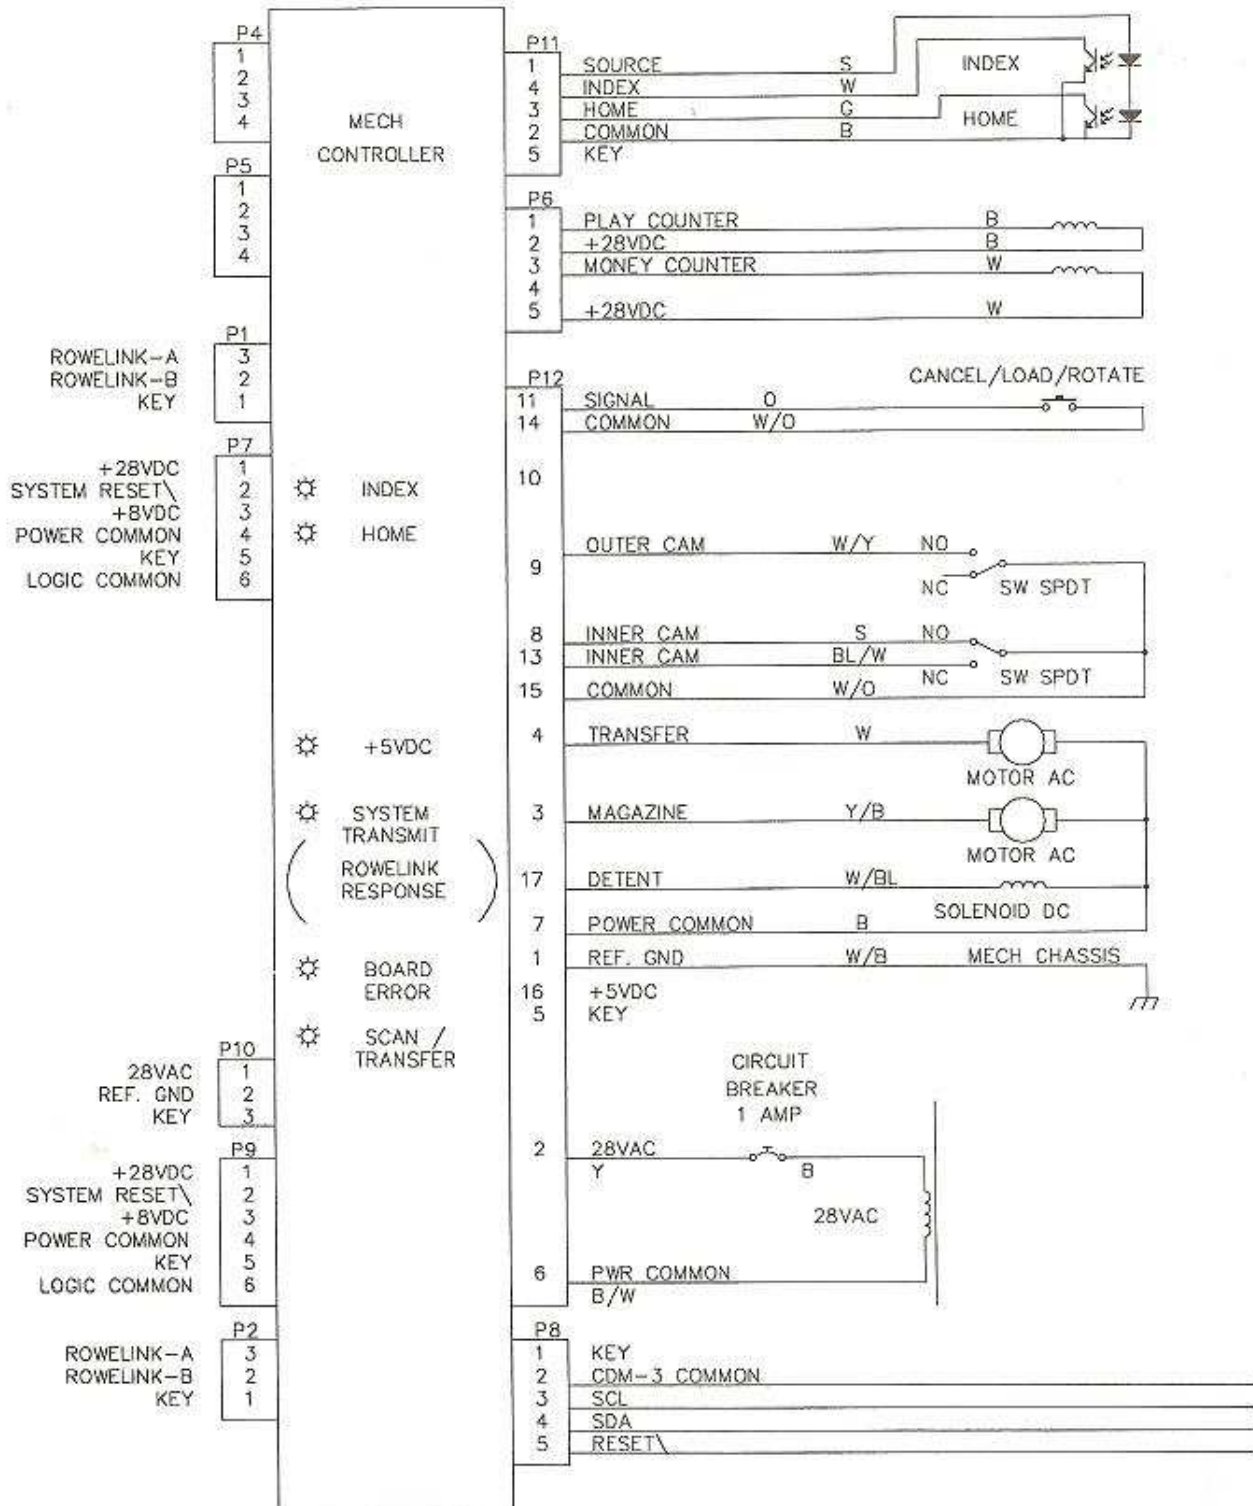 P4
1
2
3
4
P5
1
2
3
4
P1
ROWELINK-A 3
ROWELINK-B 2
KEY 1
P7
+28VDC 1
SYSTEM RESET\ 2
+8VDC 3
POWER COMMON 4
KEY 5
LOGIC COMMON 6
P10
28VAC 1
REF. GND 2
KEY 3
P9
+28VDC 1
SYSTEM RESET\ 2
+8VDC 3
POWER COMMON 4
KEY 5
LOGIC COMMON 6
P2
ROWELINK-A 3
ROWELINK-B 2
KEY 1
MECH
CONTROLLER
INDEX
HOME
+5VDC
SYSTEM
TRANSMIT
ROWELINK
RESPONSE
BOARD
ERROR
SCAN /
TRANSFER
P11
1 SOURCE S
4 INDEX W
3 HOME G
2 COMMON B
5 KEY
INDEX
HOME
P6
1 PLAY COUNTER B
2 +28VDC B
3 MONEY COUNTER W
4
5 +28VDC W
P12
CANCEL/LOAD/ROTATE
11 SIGNAL O
14 COMMON W/O
10
OUTER CAM W/Y NO
9
NC SW SPDT
8 INNER CAM S NO
13 INNER CAM BL/W
NC SW SPDT
15 COMMON W/O
4 TRANSFER W
MOTOR AC
3 MAGAZINE Y/B
MOTOR AC
17 DETENT W/BL
SOLENOID DC
7 POWER COMMON B
1 REF. GND W/B MECH CHASSIS
16 +5VDC
5 KEY
CIRCUIT
BREAKER
1 AMP
2 28VAC
Y B
28VAC
6 PWR COMMON
B/W
P8
1 KEY
2 CDM-3 COMMON
3 SCL
4 SDA
5 RESET\